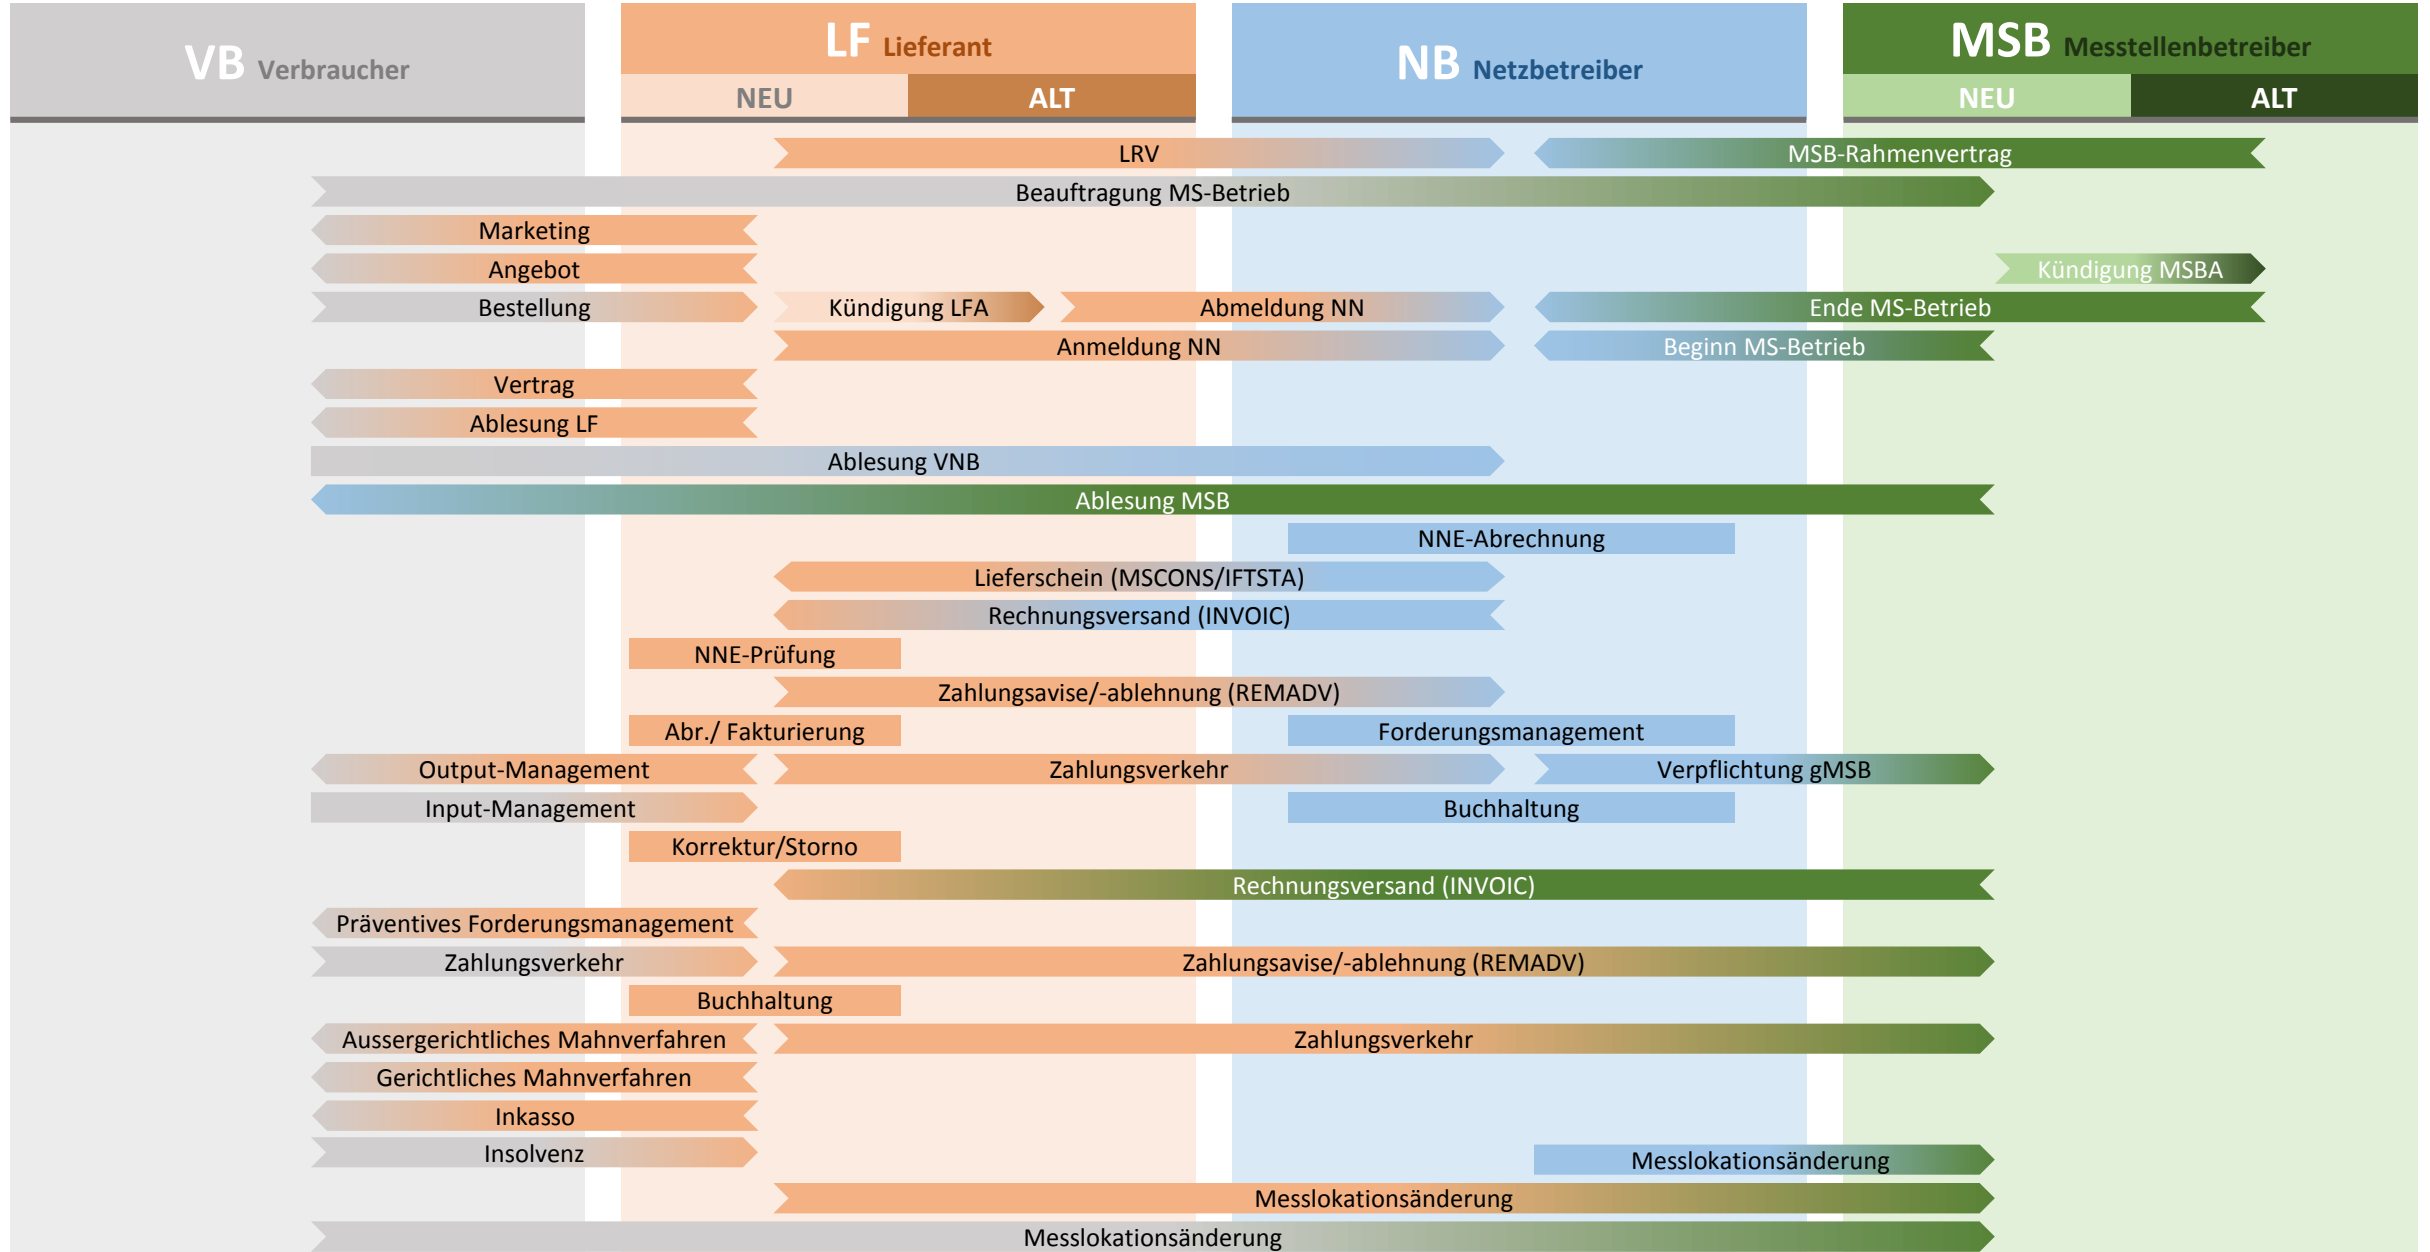 VB Verbraucher
LF Lieferant
NB Netzbetreiber
MSB Messtellenbetreiber
NEU
ALT
NEU
ALT
LRV
MSB-Rahmenvertrag
Beauftragung MS-Betrieb
Marketing
Angebot
Kündigung MSBA
Bestellung
Kündigung LFA
Abmeldung NN
Ende MS-Betrieb
Anmeldung NN
Beginn MS-Betrieb
Vertrag
Ablesung LF
Ablesung VNB
Ablesung MSB
NNE-Abrechnung
Lieferschein (MSCONS/IFTSTA)
Rechnungsversand (INVOIC)
NNE-Prüfung
Zahlungsavise/-ablehnung (REMADV)
Abr./ Fakturierung
Forderungsmanagement
Output-Management
Zahlungsverkehr
Verpflichtung gMSB
Input-Management
Buchhaltung
Korrektur/Storno
Rechnungsversand (INVOIC)
Präventives Forderungsmanagement
Zahlungsverkehr
Zahlungsavise/-ablehnung (REMADV)
Buchhaltung
Aussergerichtliches Mahnverfahren
Zahlungsverkehr
Gerichtliches Mahnverfahren
Inkasso
Insolvenz
Messlokationsänderung
Messlokationsänderung
Messlokationsänderung